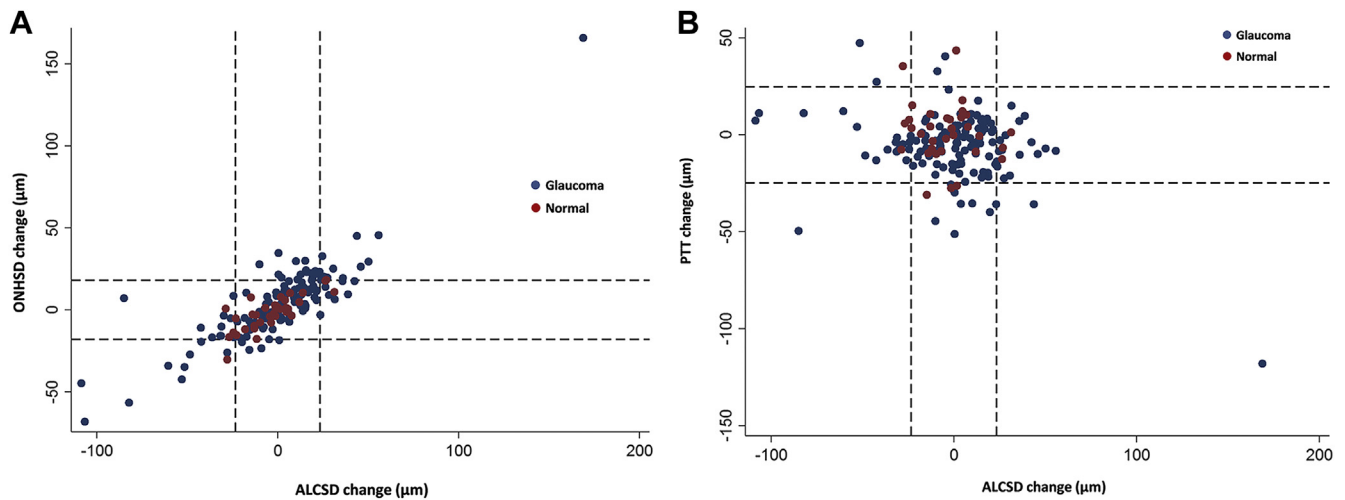 A
ONHSD change (µm)
150
100
50
0
-50
-100
0
100
200
ALCSD change (µm)
Glaucoma
Normal
B
PTT change (µm)
50
0
-50
-100
-150
-100
0
100
200
ALCSD change (µm)
Glaucoma
Normal